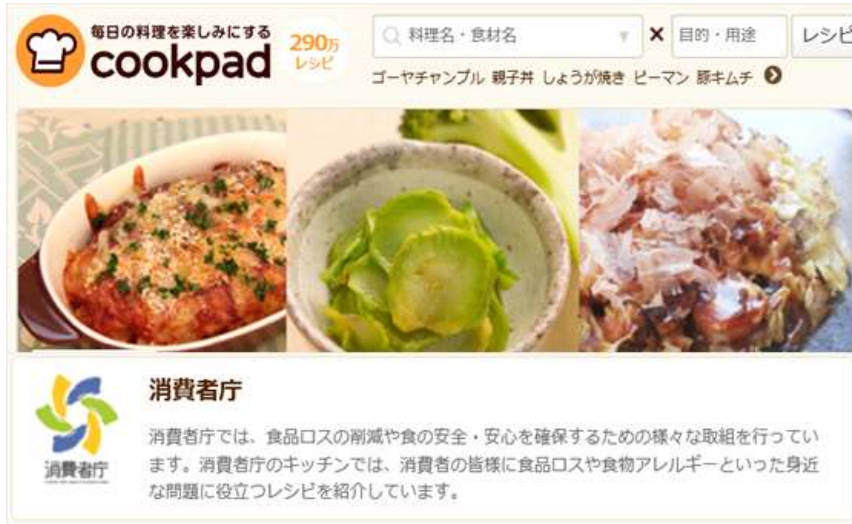 毎日の料理を楽しみにする
cookpad
290万
レシピ
料理名・食材名
×
目的・用途
レシピ
ゴーヤチャンプル 親子丼 しょうが焼き ピーマン 豚キムチ
消費者庁
消費者庁では、食品ロスの削減や食の安全・安心を確保するための様々な取組を行ってい
ます。消費者庁のキッチンでは、消費者の皆様に食品ロスや食物アレルギーといった身近
な問題に役立つレシピを紹介しています。
消費者庁